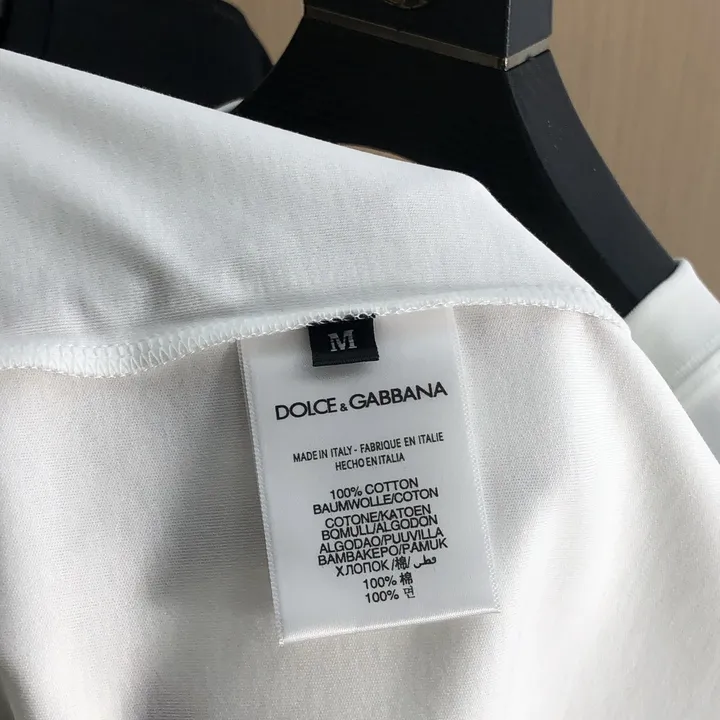 M
DOLCE & GABBANA
MADE IN ITALY - FABRIQUE EN ITALIE
HECHO EN ITALIA
100% COTTON
BAUMWOLLE/COTON
COTONE/KATOEN
BOMULL/ALGODON
ALGODAO/PUUVILLA
BAMBAKEPO/PAMUK
ХЛОПОК /棉/ قطن
100% 棉
100% 면